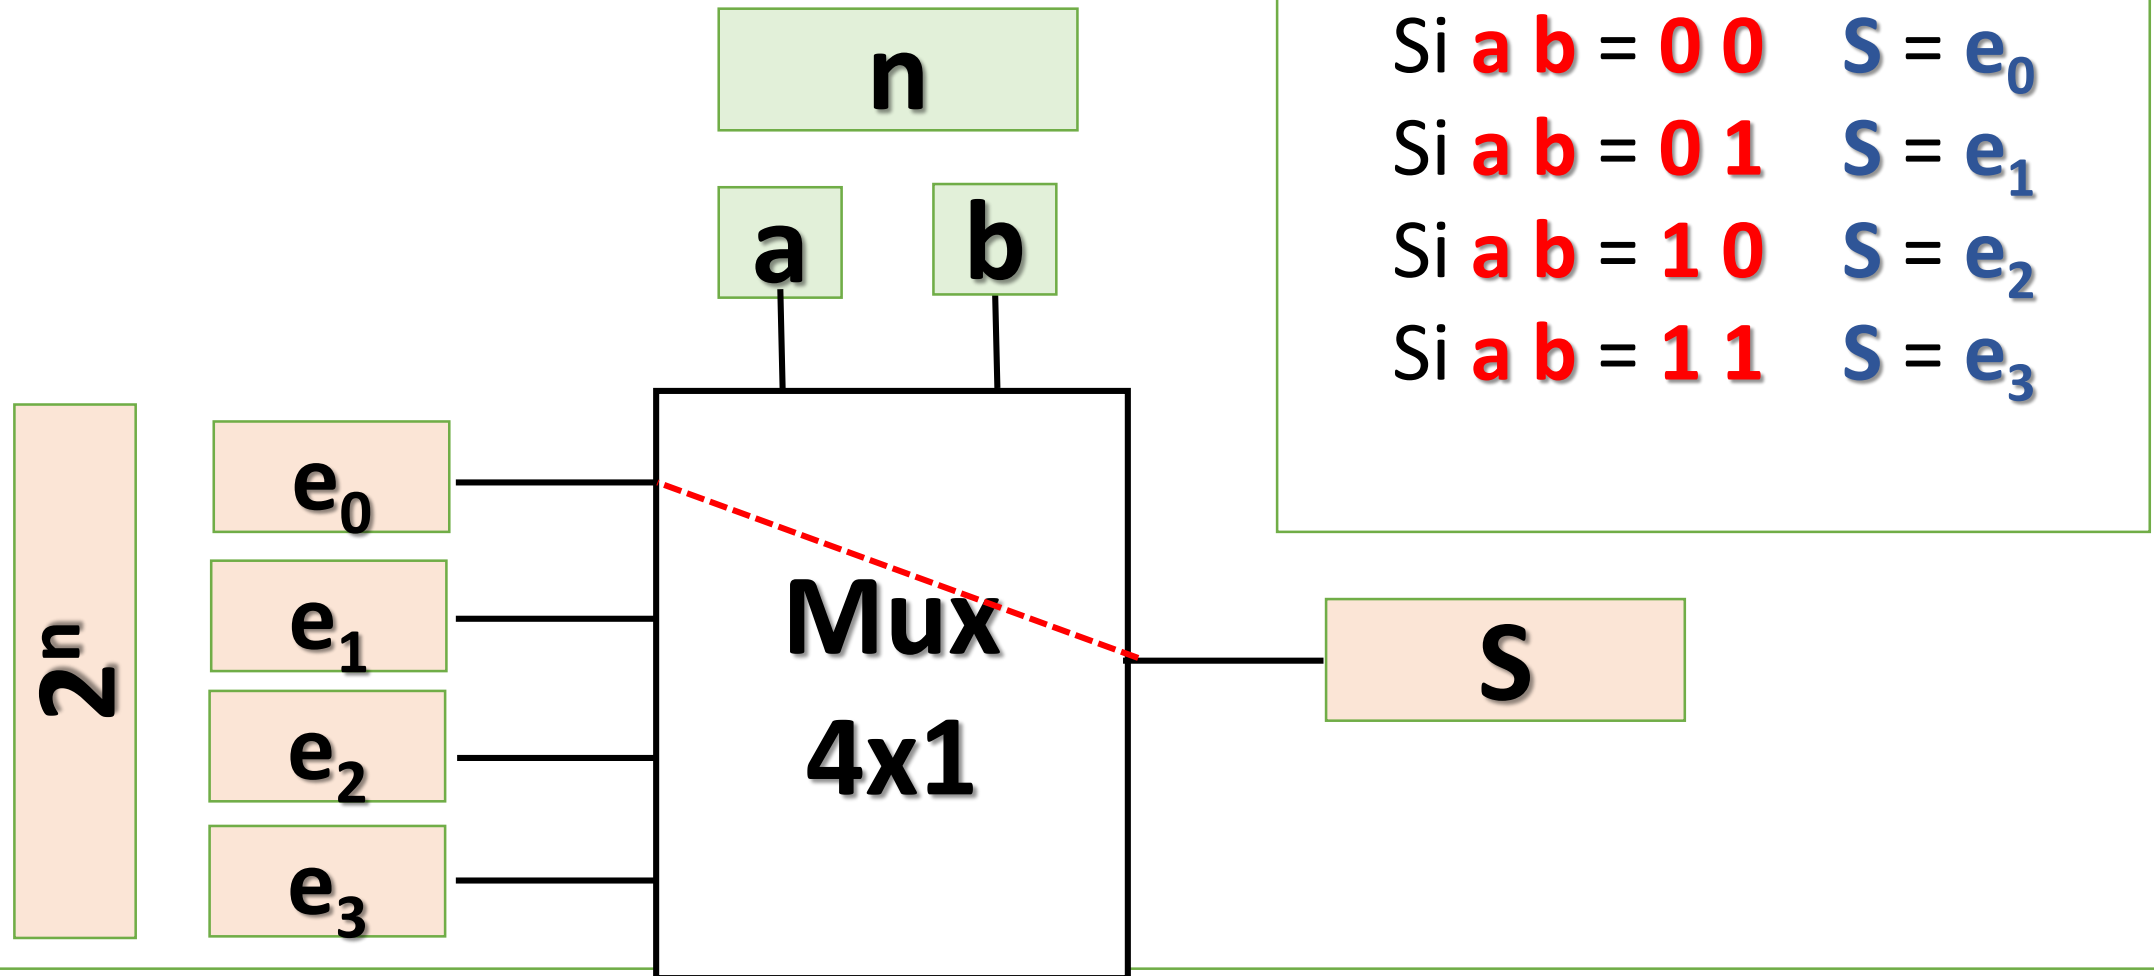 n
a b
Si a b = 0 0 S = e₀
Si a b = 0 1 S = e₁
Si a b = 1 0 S = e₂
Si a b = 1 1 S = e₃
2ⁿ
e₀
e₁
e₂
e₃
Mux
4x1
S